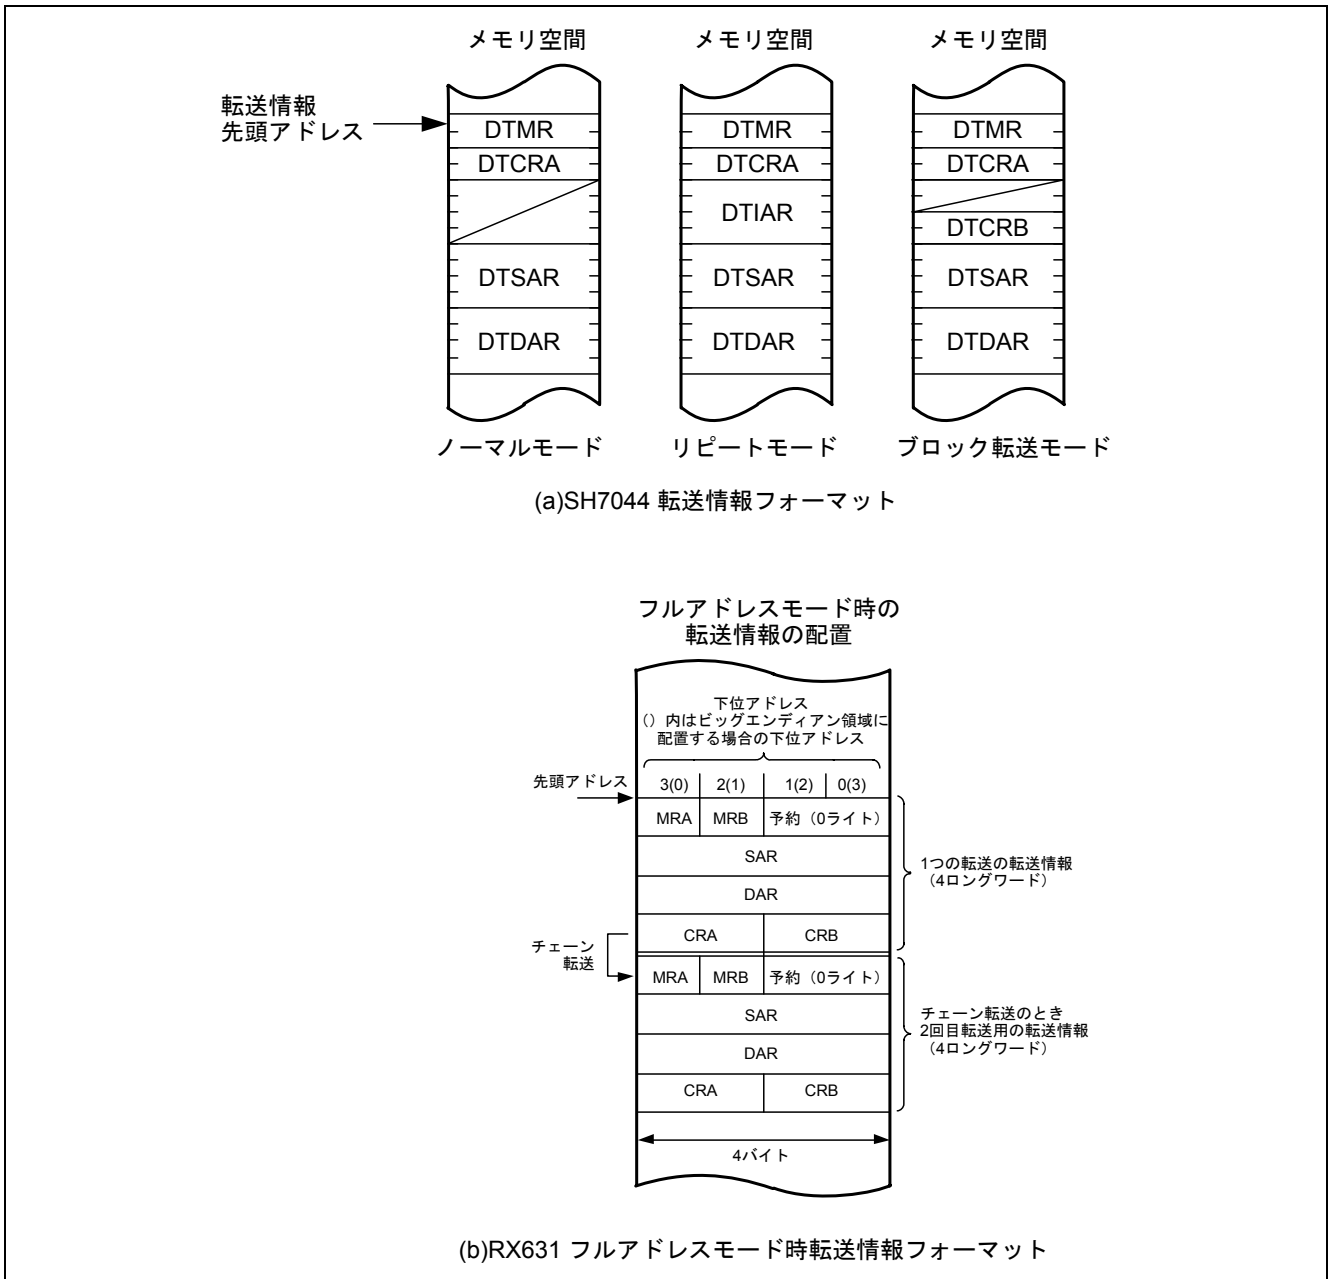 メモリ空間
メモリ空間
メモリ空間
転送情報
先頭アドレス
DTMR
DTMR
DTMR
DTCRA
DTCRA
DTCRA
DTIAR
DTCRB
DTSAR
DTSAR
DTSAR
DTDAR
DTDAR
DTDAR
ノーマルモード
リピートモード
ブロック転送モード
(a)SH7044 転送情報フォーマット
フルアドレスモード時の
転送情報の配置
下位アドレス
()内はビッグエンディアン領域に
配置する場合の下位アドレス
先頭アドレス
3(0)
2(1)
1(2)
0(3)
MRA
MRB
予約(0ライト)
SAR
DAR
CRA
CRB
1つの転送の転送情報
(4ロングワード)
チェーン
転送
MRA
MRB
予約(0ライト)
SAR
DAR
CRA
CRB
チェーン転送のとき
2回目転送用の転送情報
(4ロングワード)
4バイト
(b)RX631 フルアドレスモード時転送情報フォーマット